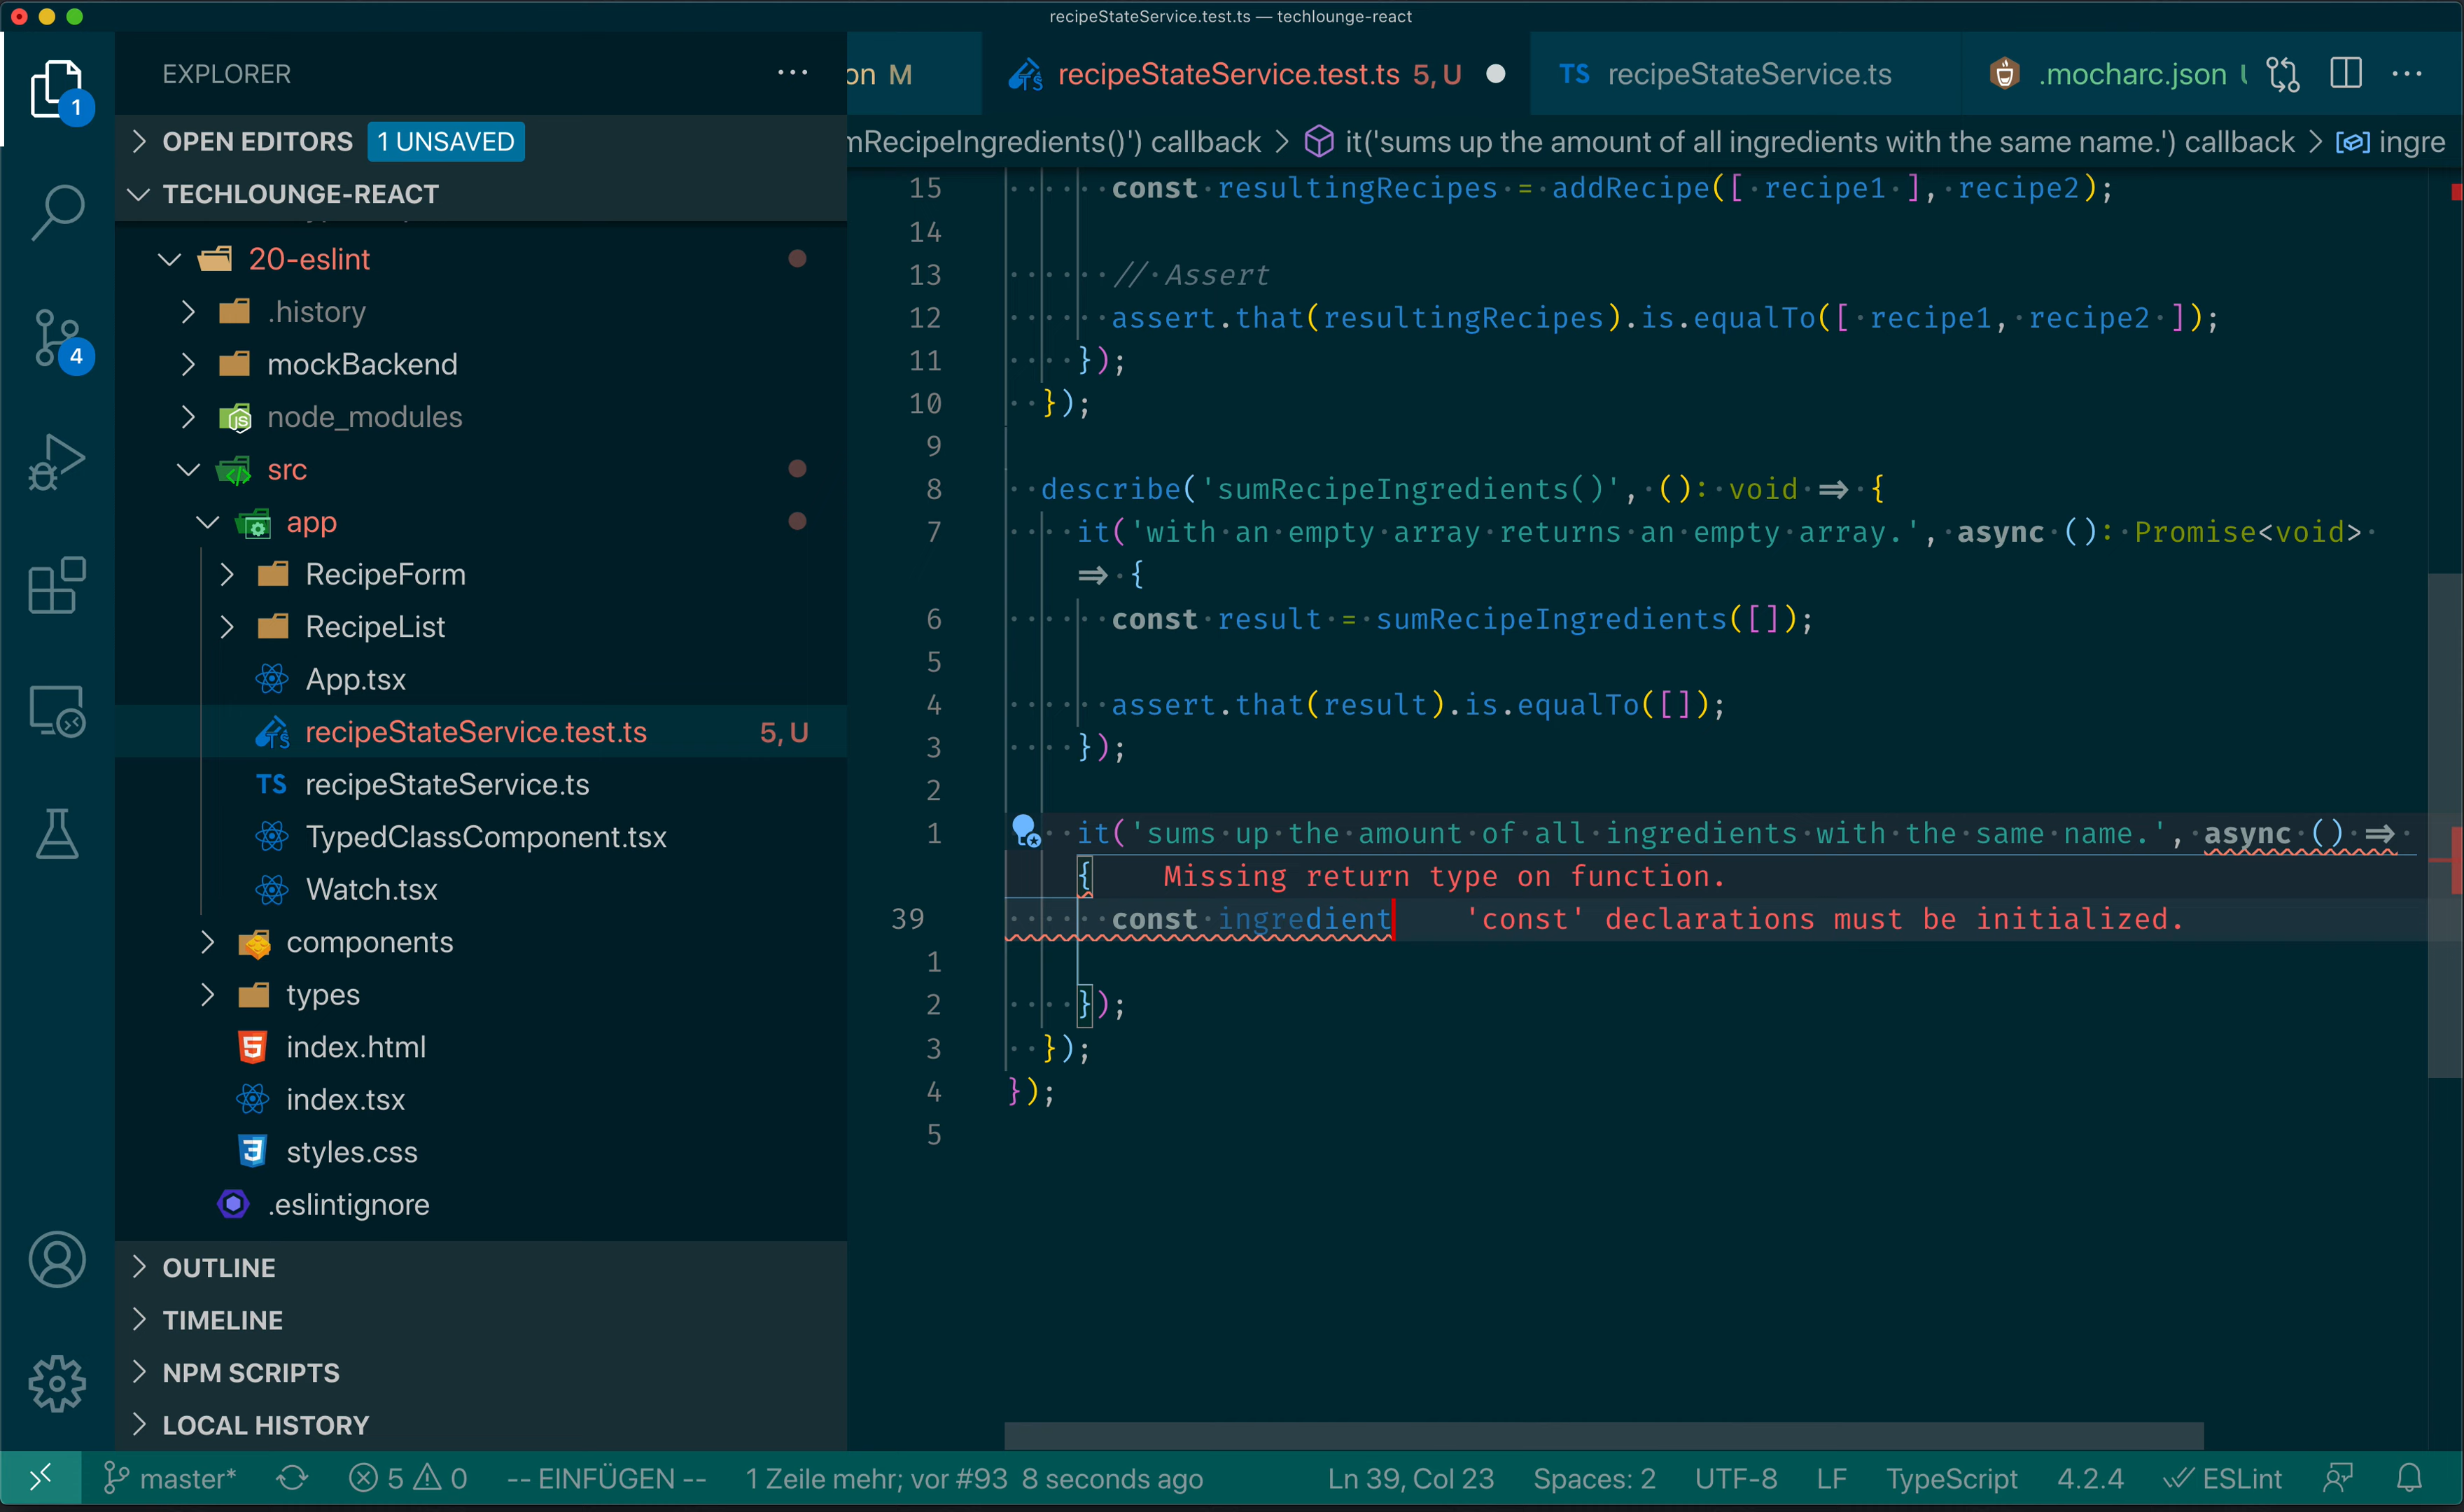 recipeStateService.test.ts — techlounge-react
EXPLORER
on M
recipeStateService.test.ts 5, U
TS recipeStateService.ts
.mocharc.json U
1
OPEN EDITORS 1 UNSAVED
mRecipeIngredients()') callback > it('sums up the amount of all ingredients with the same name.') callback > ingre
TECHLOUNGE-REACT
20-eslint
.history
mockBackend
node_modules
src
app
RecipeForm
RecipeList
App.tsx
recipeStateService.test.ts 5, U
TS recipeStateService.ts
TypedClassComponent.tsx
Watch.tsx
components
types
index.html
index.tsx
styles.css
.eslintignore
OUTLINE
TIMELINE
NPM SCRIPTS
LOCAL HISTORY
4
15 const resultingRecipes = addRecipe([ recipe1 ], recipe2);
14
13 // Assert
12 assert.that(resultingRecipes).is.equalTo([ recipe1, recipe2 ]);
11 });
10 });
9
8 describe('sumRecipeIngredients()', (): void ⇒ {
7 it('with an empty array returns an empty array.', async (): Promise<void>
⇒ {
6 const result = sumRecipeIngredients([]);
5
4 assert.that(result).is.equalTo([]);
3 });
2
1 it('sums up the amount of all ingredients with the same name.', async () ⇒
{ Missing return type on function.
39 const ingredient 'const' declarations must be initialized.
1
2 });
3 });
4 });
5
master* 5 0 -- EINFÜGEN -- 1 Zeile mehr; vor #93 8 seconds ago Ln 39, Col 23 Spaces: 2 UTF-8 LF TypeScript 4.2.4 ESLint